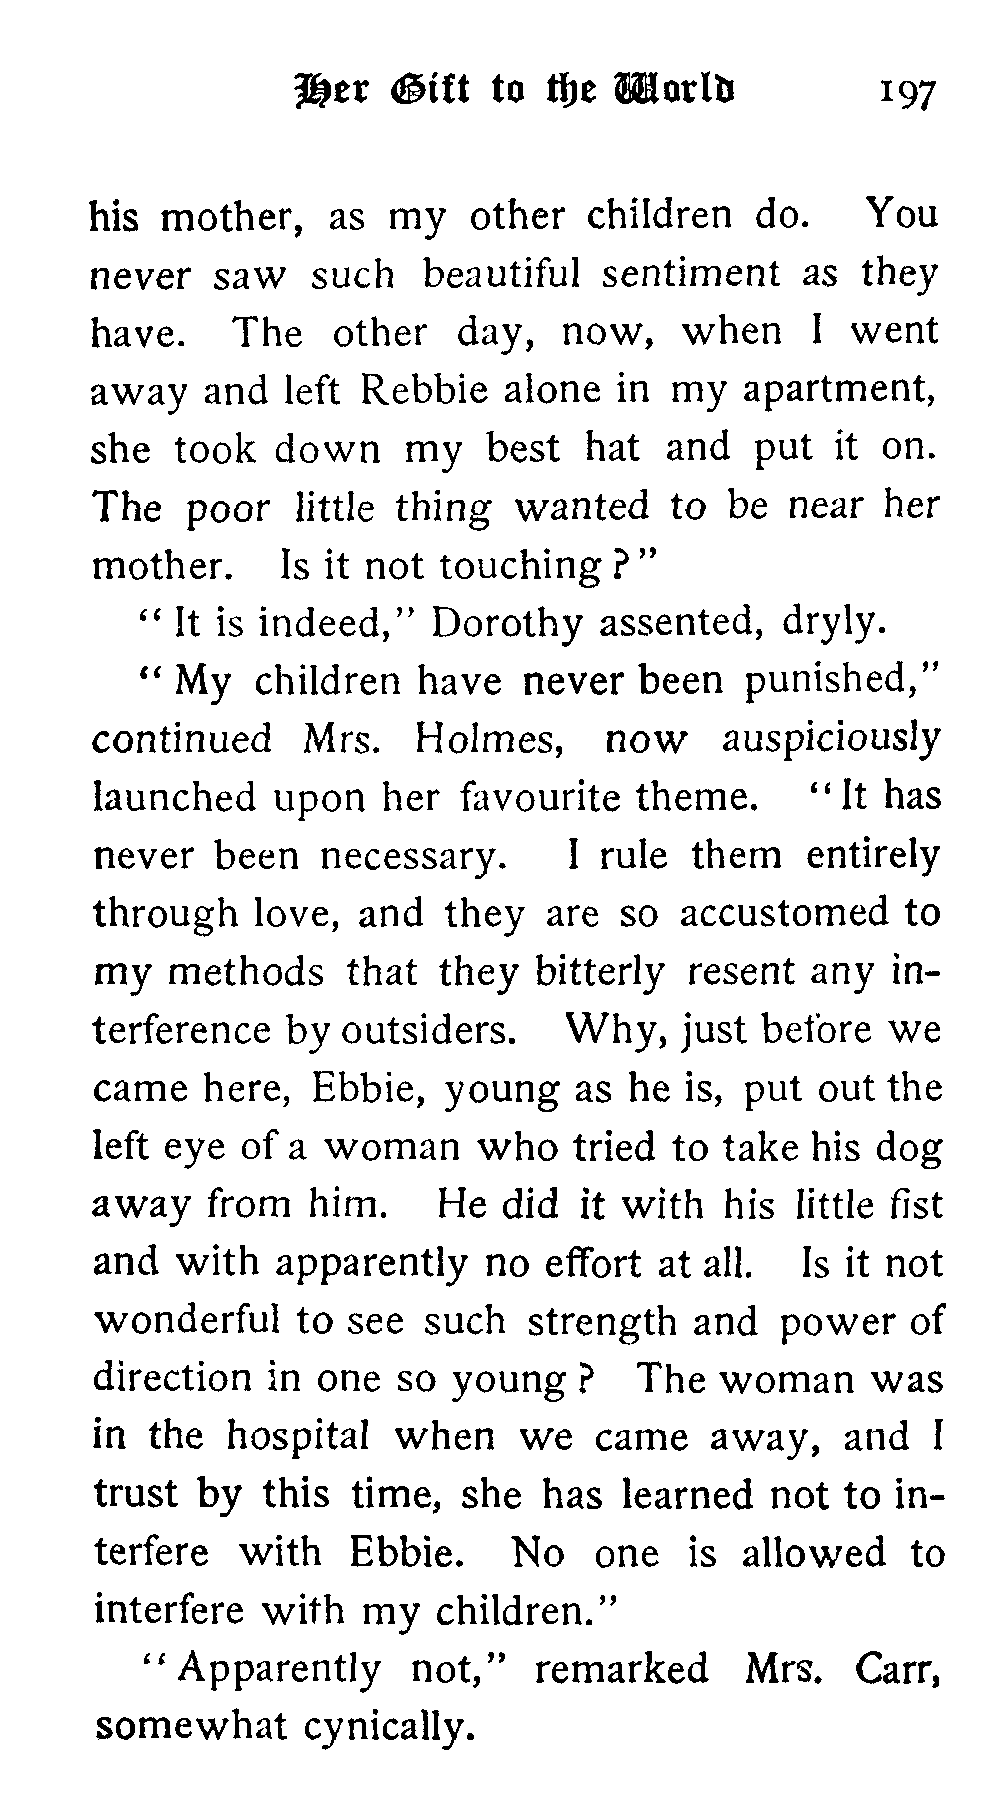 Her Gift to the World 197
his mother, as my other children do. You
never saw such beautiful sentiment as they
have. The other day, now, when I went
away and left Rebbie alone in my apartment,
she took down my best hat and put it on.
The poor little thing wanted to be near her
mother. Is it not touching?"
"It is indeed," Dorothy assented, dryly.
"My children have never been punished,"
continued Mrs. Holmes, now auspiciously
launched upon her favourite theme. "It has
never been necessary. I rule them entirely
through love, and they are so accustomed to
my methods that they bitterly resent any in-
terference by outsiders. Why, just before we
came here, Ebbie, young as he is, put out the
left eye of a woman who tried to take his dog
away from him. He did it with his little fist
and with apparently no effort at all. Is it not
wonderful to see such strength and power of
direction in one so young? The woman was
in the hospital when we came away, and I
trust by this time, she has learned not to in-
terfere with Ebbie. No one is allowed to
interfere with my children."
"Apparently not," remarked Mrs. Carr,
somewhat cynically.